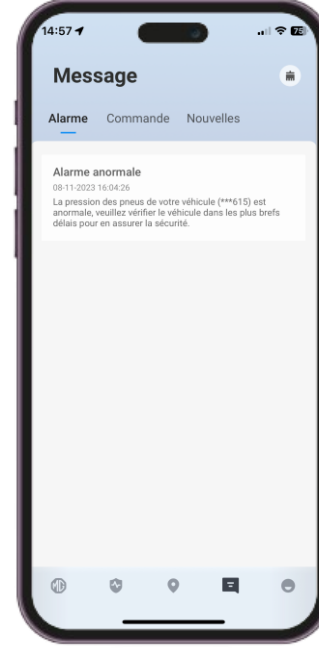 14:57
75
Message
Alarme Commande Nouvelles
Alarme anormale
08-11-2023 16:04:26
La pression des pneus de votre véhicule (***615) est
anormale, veuillez vérifier le véhicule dans les plus brefs
délais pour en assurer la sécurité.
MG